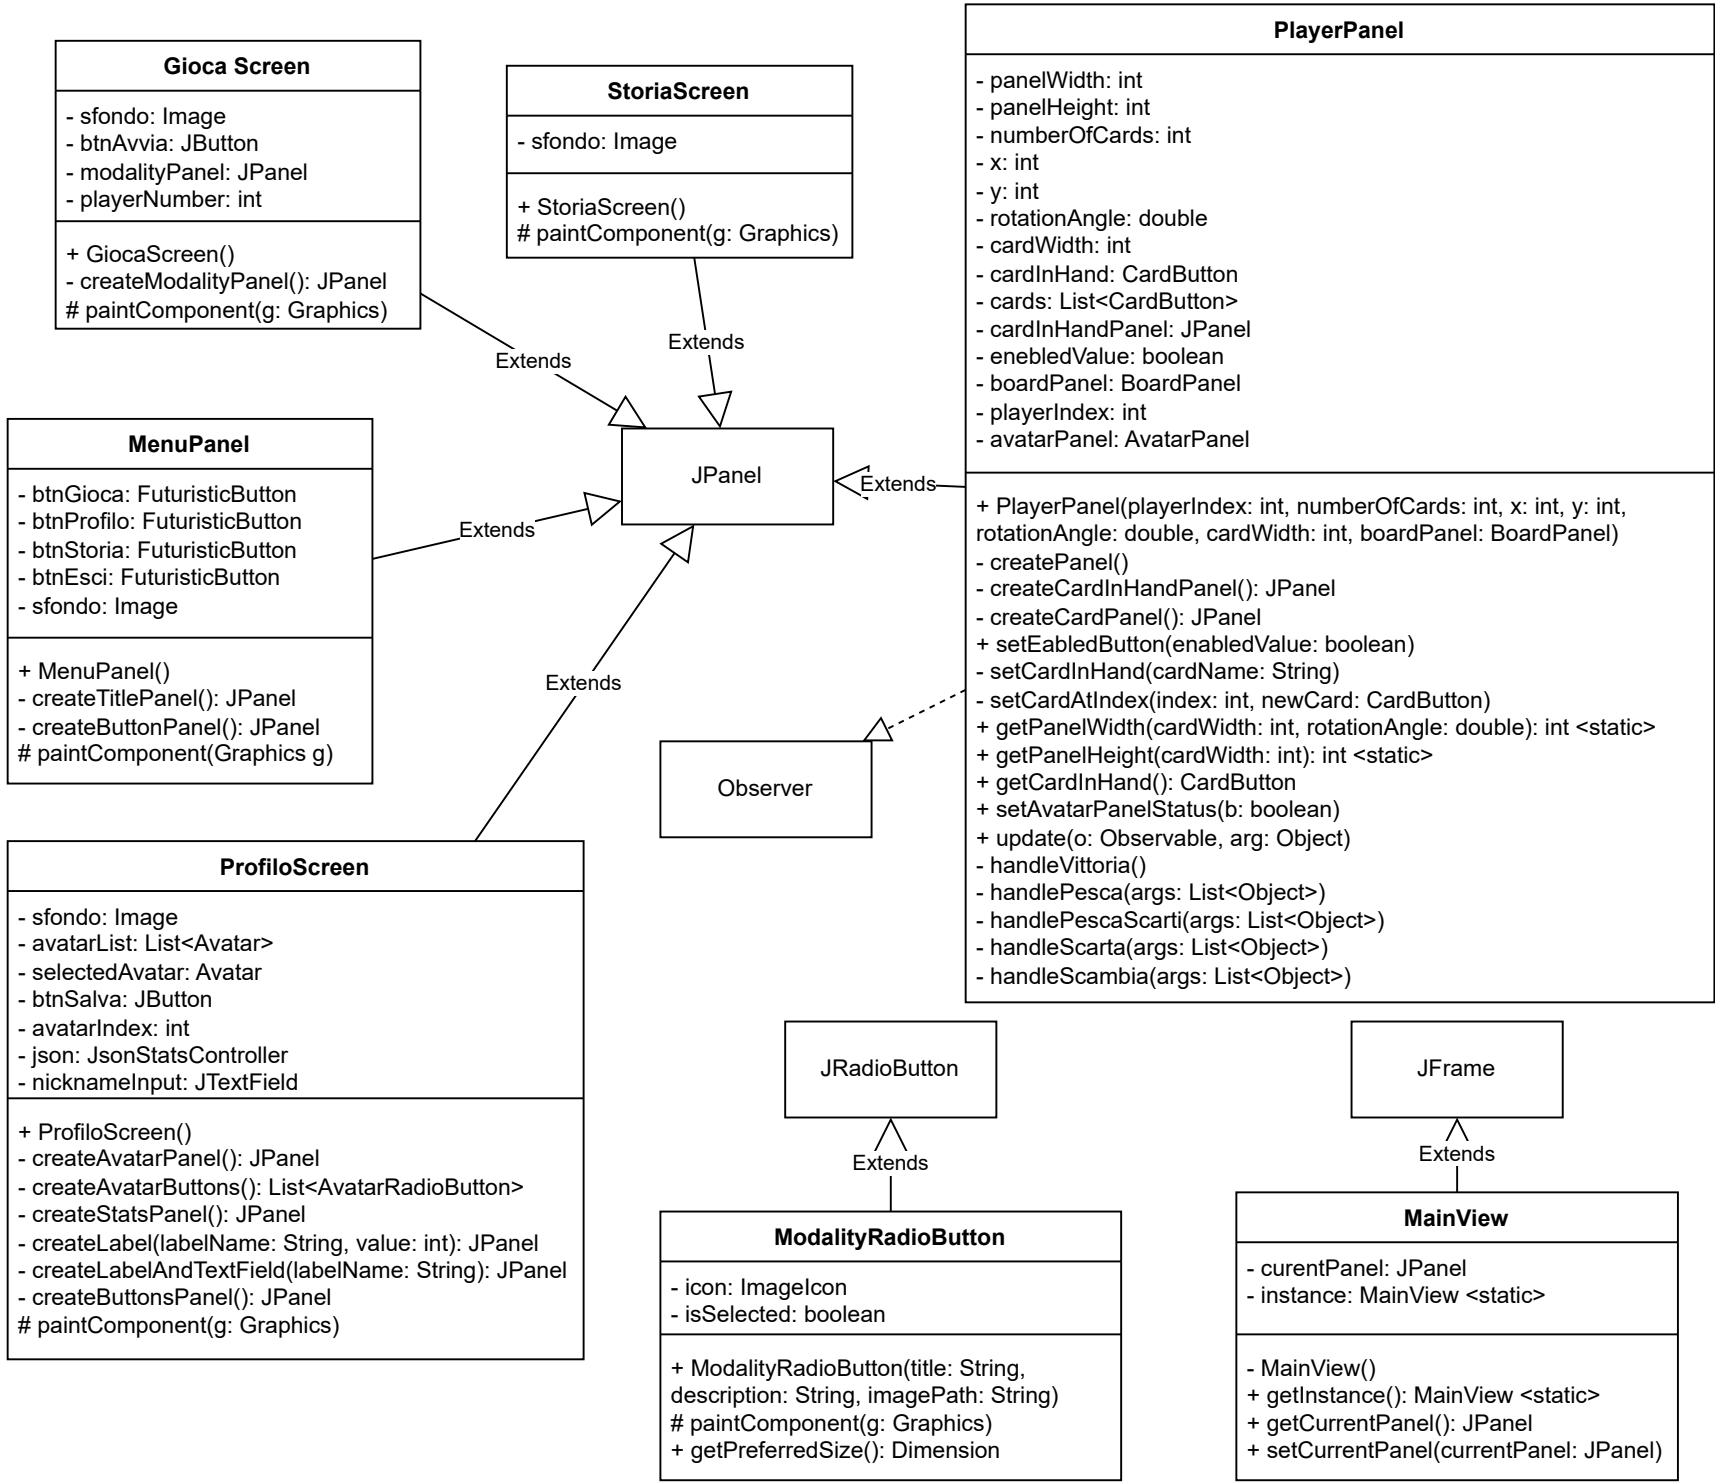 Gioca Screen
- sfondo: Image
- btnAvvia: JButton
- modalityPanel: JPanel
- playerNumber: int
+ GiocaScreen()
- createModalityPanel(): JPanel
# paintComponent(g: Graphics)
StoriaScreen
- sfondo: Image
+ StoriaScreen()
# paintComponent(g: Graphics)
PlayerPanel
- panelWidth: int
- panelHeight: int
- numberOfCards: int
- x: int
- y: int
- rotationAngle: double
- cardWidth: int
- cardInHand: CardButton
- cards: List<CardButton>
- cardInHandPanel: JPanel
- enebledValue: boolean
- boardPanel: BoardPanel
- playerIndex: int
- avatarPanel: AvatarPanel
+ PlayerPanel(playerIndex: int, numberOfCards: int, x: int, y: int,
rotationAngle: double, cardWidth: int, boardPanel: BoardPanel)
- createPanel()
- createCardInHandPanel(): JPanel
- createCardPanel(): JPanel
+ setEabledButton(enabledValue: boolean)
- setCardInHand(cardName: String)
- setCardAtIndex(index: int, newCard: CardButton)
+ getPanelWidth(cardWidth: int, rotationAngle: double): int <static>
+ getPanelHeight(cardWidth: int): int <static>
+ getCardInHand(): CardButton
+ setAvatarPanelStatus(b: boolean)
+ update(o: Observable, arg: Object)
- handleVittoria()
- handlePesca(args: List<Object>)
- handlePescaScarti(args: List<Object>)
- handleScarta(args: List<Object>)
- handleScambia(args: List<Object>)
Extends
Extends
JPanel
Extends
MenuPanel
- btnGioca: FuturisticButton
- btnProfilo: FuturisticButton
- btnStoria: FuturisticButton
- btnEsci: FuturisticButton
- sfondo: Image
+ MenuPanel()
- createTitlePanel(): JPanel
- createButtonPanel(): JPanel
# paintComponent(Graphics g)
Extends
Extends
Observer
ProfiloScreen
- sfondo: Image
- avatarList: List<Avatar>
- selectedAvatar: Avatar
- btnSalva: JButton
- avatarIndex: int
- json: JsonStatsController
- nicknameInput: JTextField
+ ProfiloScreen()
- createAvatarPanel(): JPanel
- createAvatarButtons(): List<AvatarRadioButton>
- createStatsPanel(): JPanel
- createLabel(labelName: String, value: int): JPanel
- createLabelAndTextField(labelName: String): JPanel
- createButtonsPanel(): JPanel
# paintComponent(g: Graphics)
JRadioButton
Extends
ModalityRadioButton
- icon: ImageIcon
- isSelected: boolean
+ ModalityRadioButton(title: String,
description: String, imagePath: String)
# paintComponent(g: Graphics)
+ getPreferredSize(): Dimension
JFrame
Extends
MainView
- curentPanel: JPanel
- instance: MainView <static>
- MainView()
+ getInstance(): MainView <static>
+ getCurrentPanel(): JPanel
+ setCurrentPanel(currentPanel: JPanel)